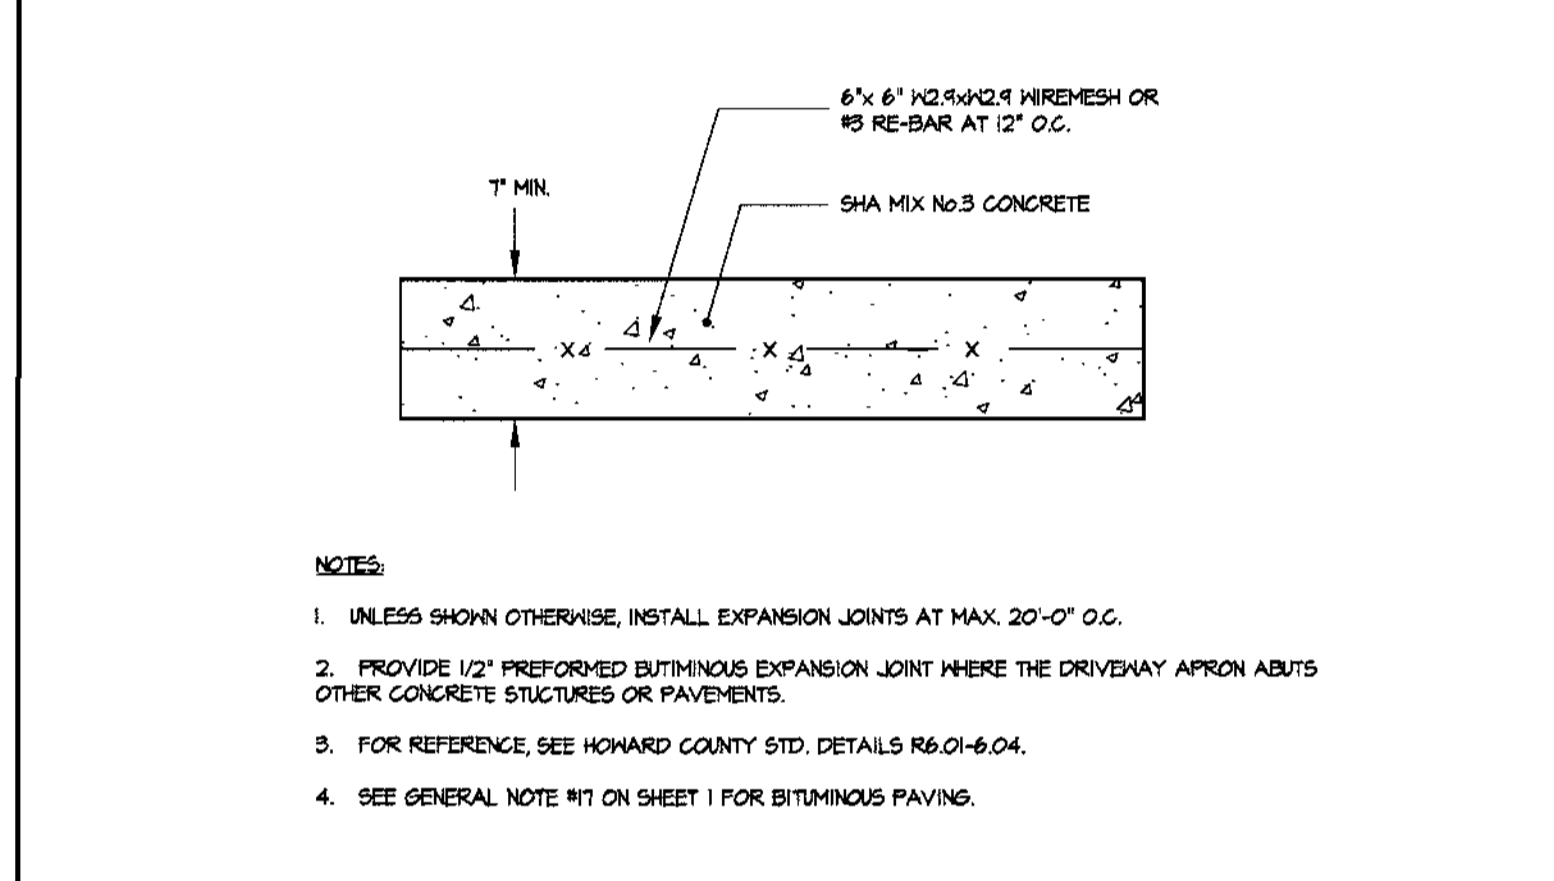 6"x 6" W2.9xW2.9 WIREMESH OR
#3 RE-BAR AT 12" O.C.
7" MIN.
SHA MIX No.3 CONCRETE
X X X
NOTES:
1. UNLESS SHOWN OTHERWISE, INSTALL EXPANSION JOINTS AT MAX. 20'-0" O.C.
2. PROVIDE 1/2" PREFORMED BUTIMINOUS EXPANSION JOINT WHERE THE DRIVEWAY APRON ABUTS
OTHER CONCRETE STUCTURES OR PAVEMENTS.
3. FOR REFERENCE, SEE HOWARD COUNTY STD. DETAILS R6.01-6.04.
4. SEE GENERAL NOTE #17 ON SHEET 1 FOR BITUMINOUS PAVING.